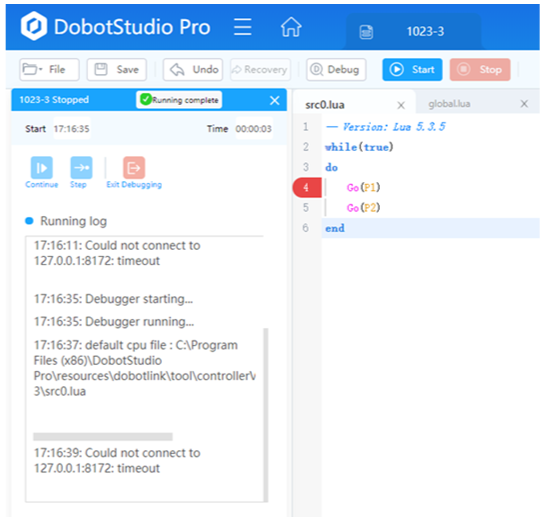 DobotStudio Pro
1023-3
File
Save
Undo
Recovery
Debug
Start
Stop
1023-3 Stopped
Running complete
Start 17:16:35
Time 00:00:03
Continue
Step
Exit Debugging
Running log
17:16:11: Could not connect to
127.0.0.1:8172: timeout
17:16:35: Debugger starting...
17:16:35: Debugger running...
17:16:37: default cpu file : C:\Program
Files (x86)\DobotStudio
Pro\resources\dobotlink\tool\controller\
3\src0.lua
17:16:39: Could not connect to
127.0.0.1:8172: timeout
src0.lua
global.lua
1 -- Version: Lua 5.3.5
2 while(true)
3 do
4 Go(P1)
5 Go(P2)
6 end